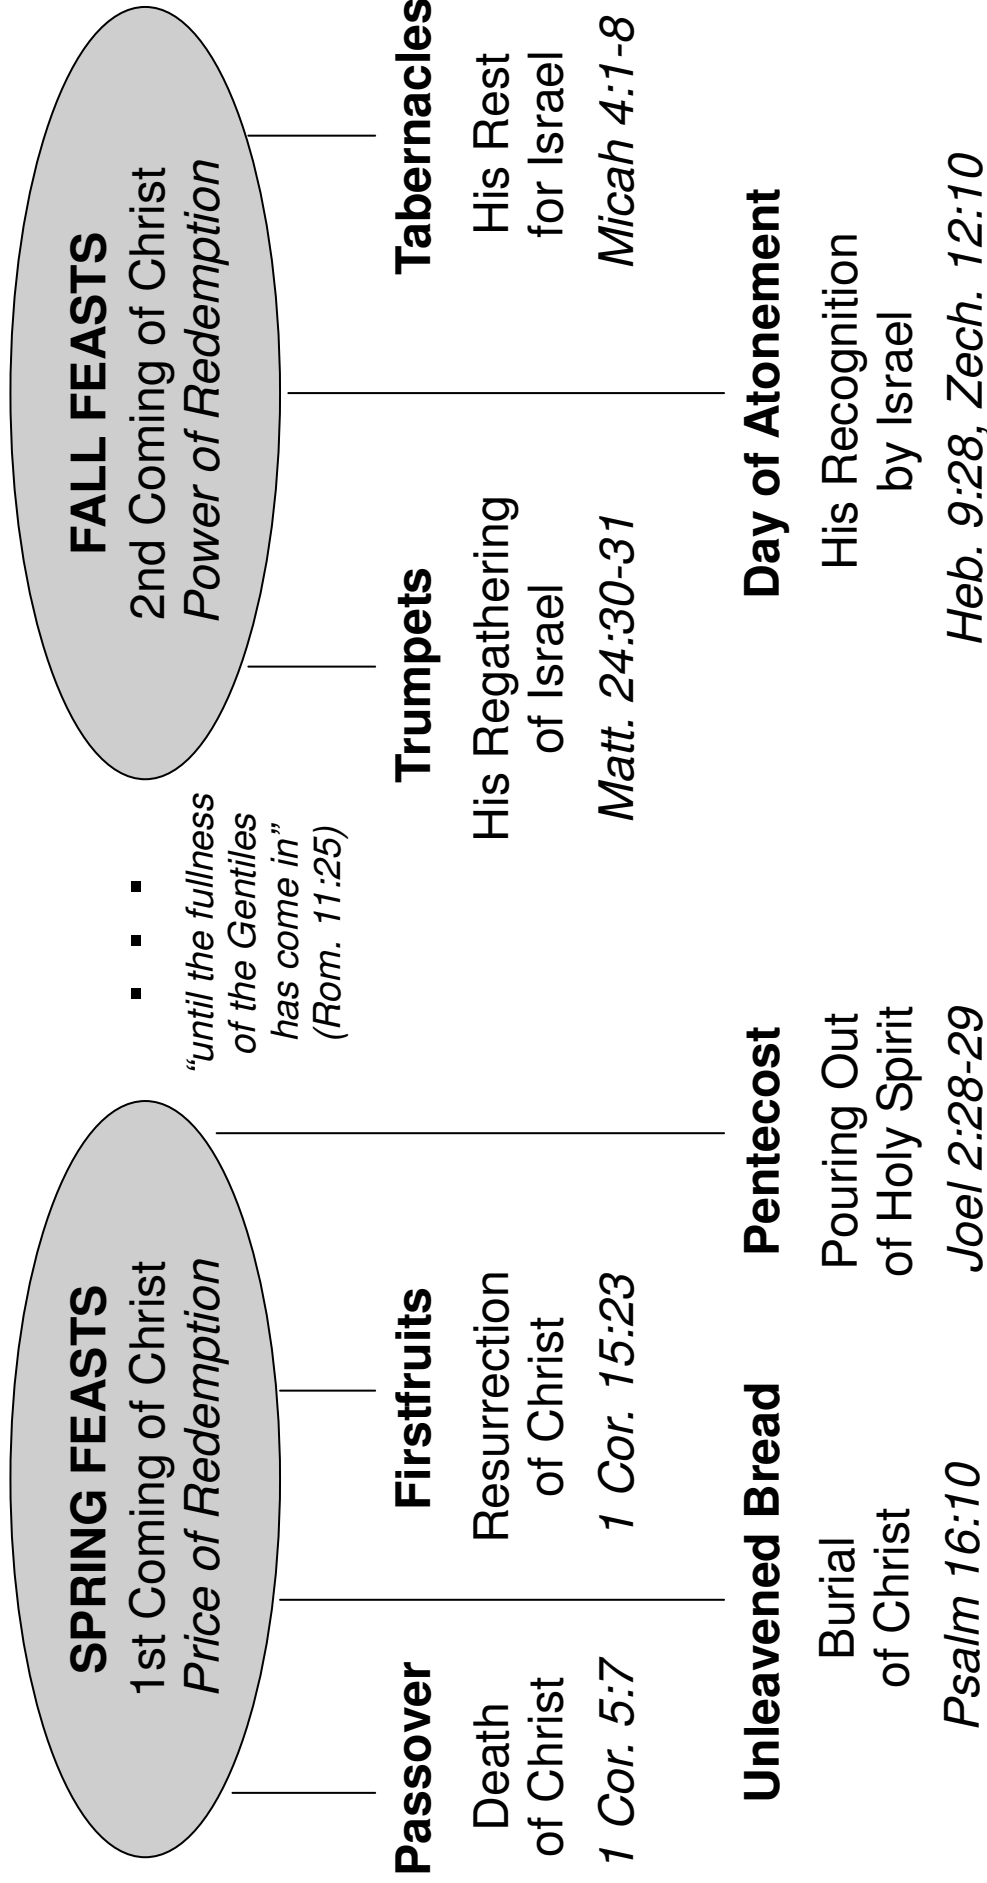 SPRING FEASTS
1st Coming of Christ
Price of Redemption
Passover
Death
of Christ
1 Cor. 5:7
Unleavened Bread
Burial
of Christ
Psalm 16:10
Firstfruits
Resurrection
of Christ
1 Cor. 15:23
Pentecost
Pouring Out
of Holy Spirit
Joel 2:28-29
"until the fullness
of the Gentiles
has come in"
(Rom. 11:25)
FALL FEASTS
2nd Coming of Christ
Power of Redemption
Trumpets
His Regathering
of Israel
Matt. 24:30-31
Day of Atonement
His Recognition
by Israel
Heb. 9:28, Zech. 12:10
Tabernacles
His Rest
for Israel
Micah 4:1-8